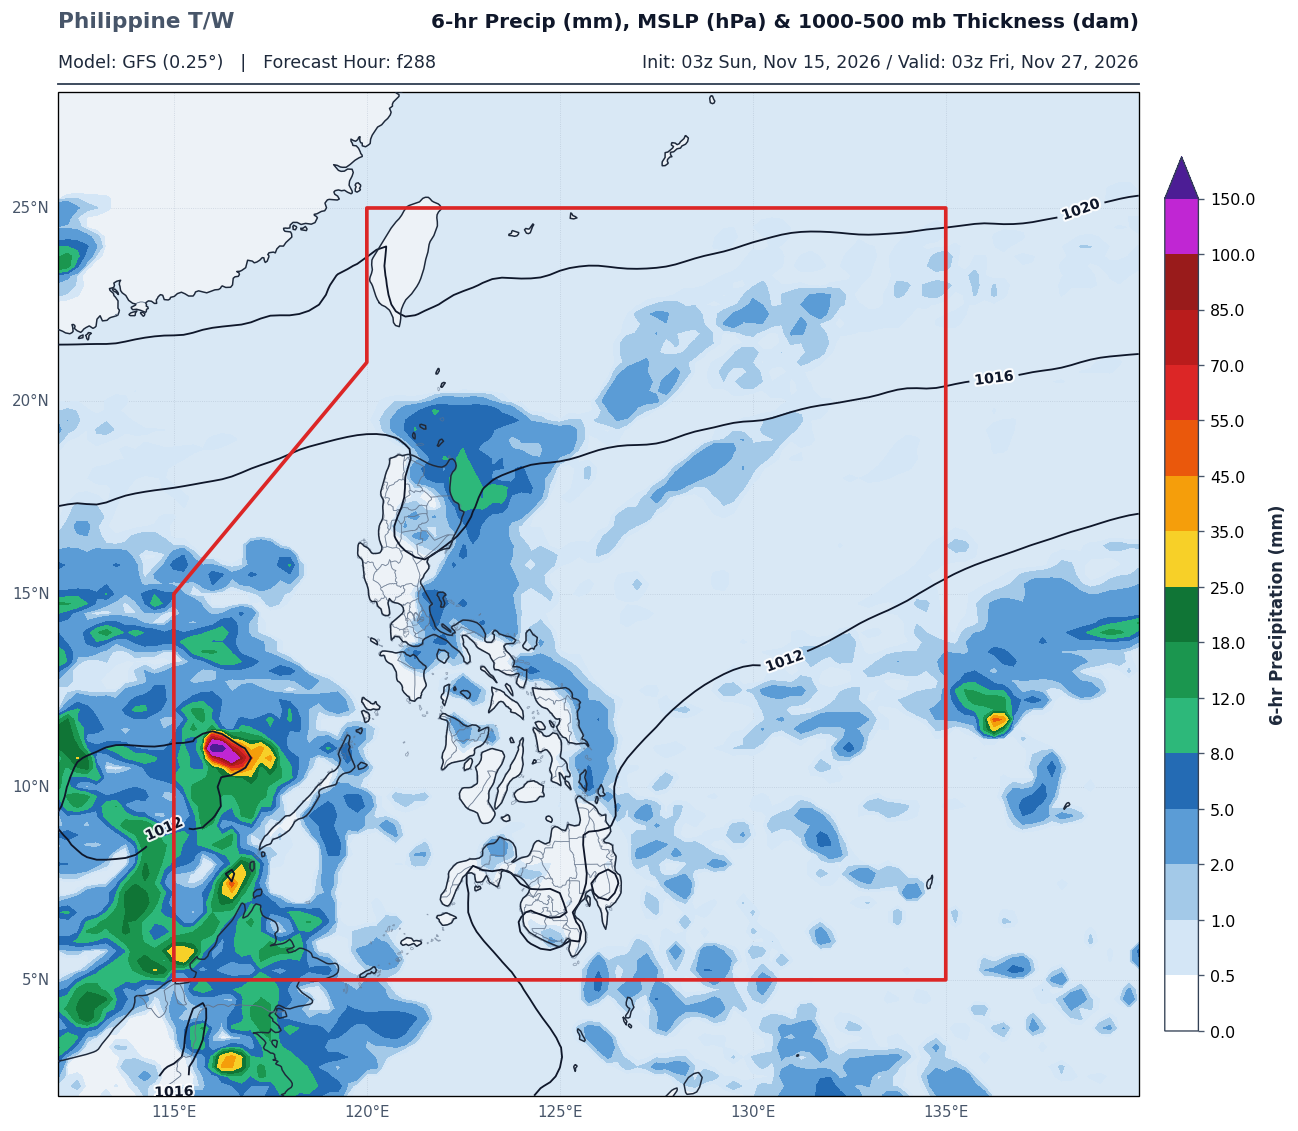 Philippine T/W
6-hr Precip (mm), MSLP (hPa) & 1000-500 mb Thickness (dam)
Model: GFS (0.25°) | Forecast Hour: f288
Init: 03z Sun, Nov 15, 2026 / Valid: 03z Fri, Nov 27, 2026
25°N
20°N
15°N
10°N
5°N
115°E
120°E
125°E
130°E
135°E
1020
1016
1012
1012
1016
150.0
100.0
85.0
70.0
55.0
45.0
35.0
25.0
18.0
12.0
8.0
5.0
2.0
1.0
0.5
0.0
6-hr Precipitation (mm)